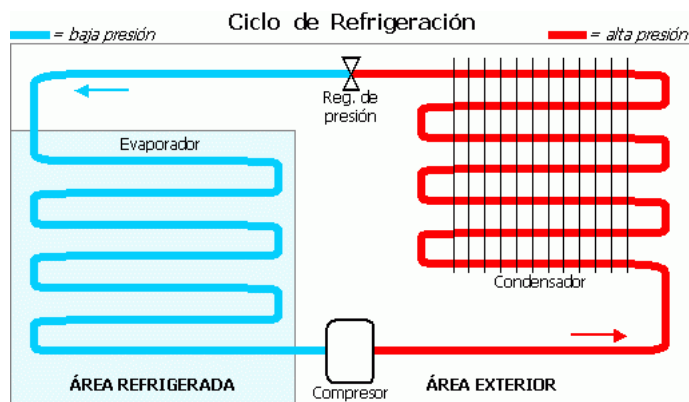 Ciclo de Refrigeración
= baja presión
= alta presión
Reg. de
presión
Evaporador
Condensador
ÁREA REFRIGERADA
Compresor
ÁREA EXTERIOR